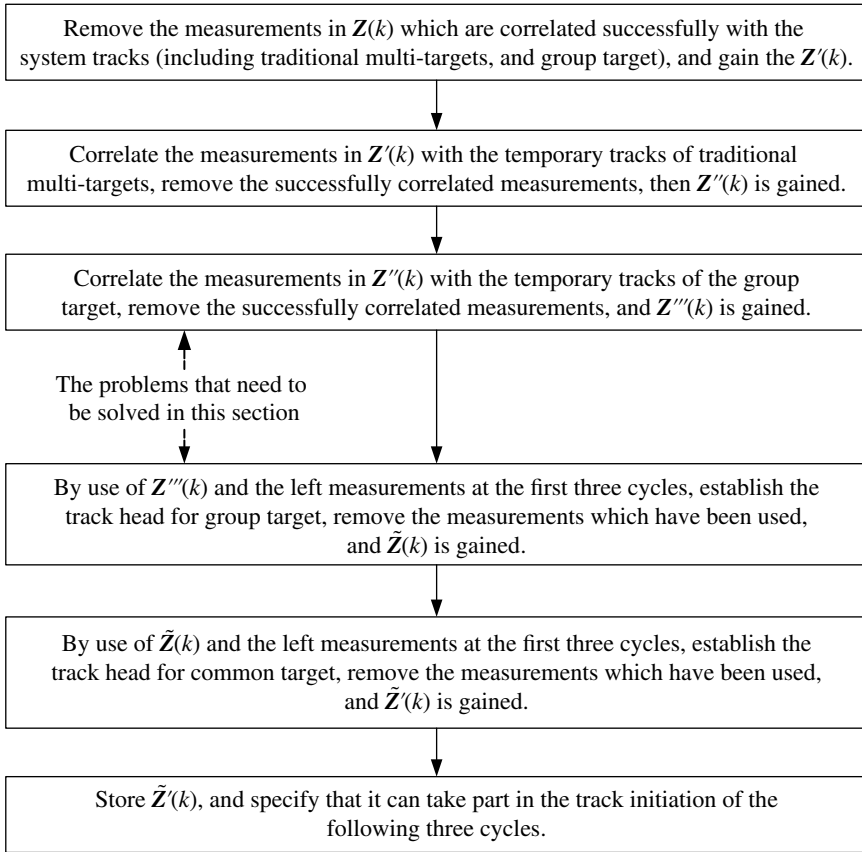 Remove the measurements in Z(k) which are correlated successfully with the
system tracks (including traditional multi-targets, and group target), and gain the Z′(k).
Correlate the measurements in Z′(k) with the temporary tracks of traditional
multi-targets, remove the successfully correlated measurements, then Z″(k) is gained.
Correlate the measurements in Z″(k) with the temporary tracks of the group
target, remove the successfully correlated measurements, and Z‴(k) is gained.
The problems that need to
be solved in this section
By use of Z‴(k) and the left measurements at the first three cycles, establish the
track head for group target, remove the measurements which have been used,
and Z̃(k) is gained.
By use of Z̃(k) and the left measurements at the first three cycles, establish the
track head for common target, remove the measurements which have been used,
and Z̃′(k) is gained.
Store Z̃′(k), and specify that it can take part in the track initiation of the
following three cycles.